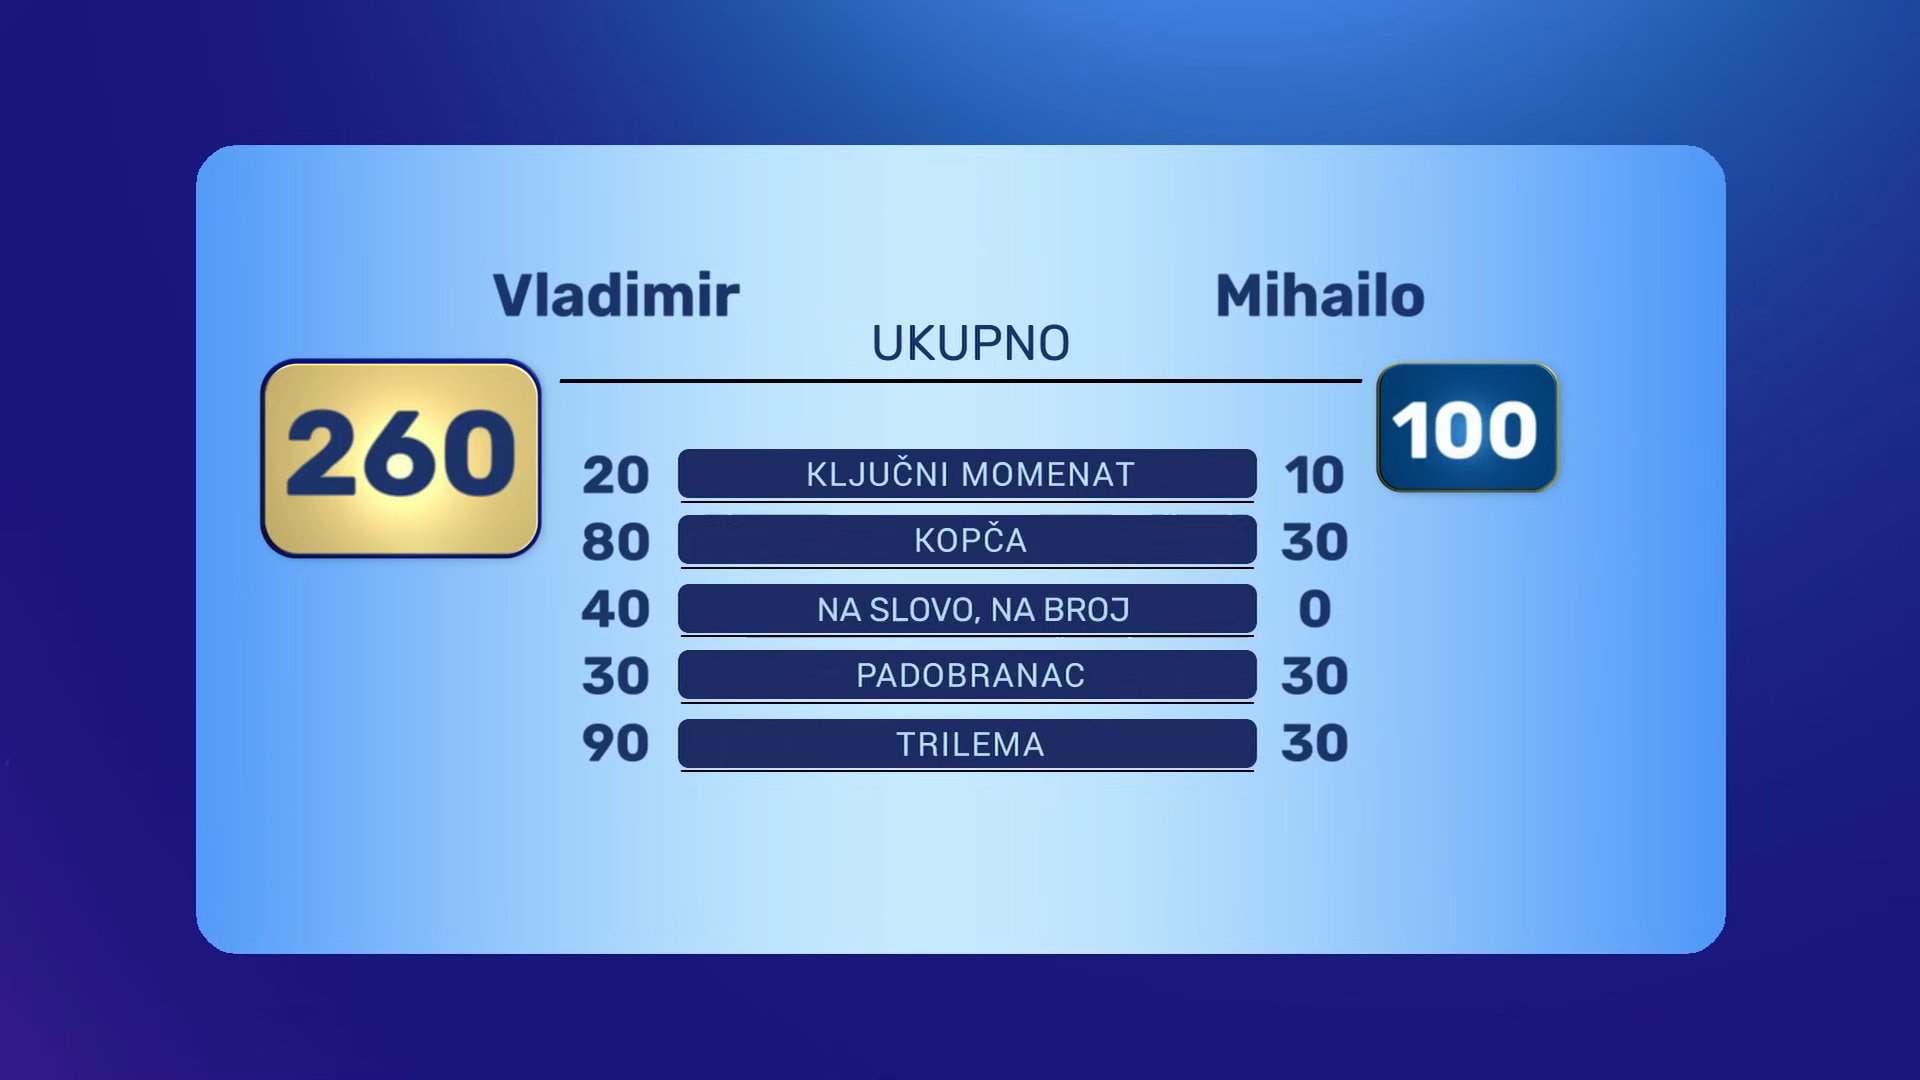 Vladimir Mihailo
UKUPNO
260 100
20 KLJUČNI MOMENAT 10
80 KOPČA 30
40 NA SLOVO, NA BROJ 0
30 PADOBRANAC 30
90 TRILEMA 30